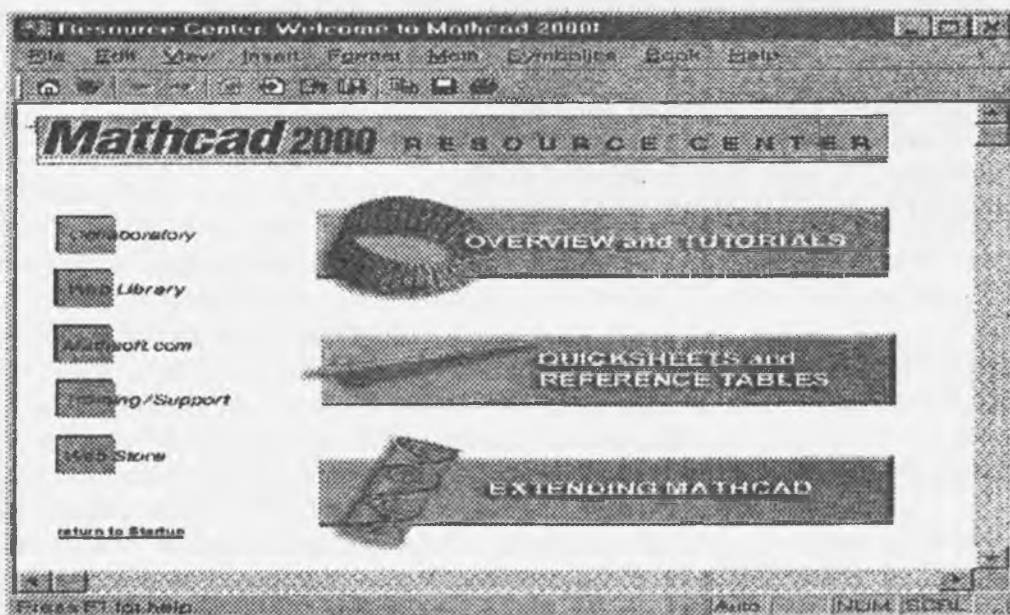 Resource Center: Welcome to Mathcad 2000!
File Edit View Insert Format Math Symbolics Book Help
Mathcad 2000 RESOURCE CENTER
Collaboratory
Web Library
Mathsoft.com
Training/Support
Web Store
return to Startup
OVERVIEW and TUTORIALS
QUICKSHEETS and
REFERENCE TABLES
EXTENDING MATHCAD
Press F1 for help. Auto NUM SCRL